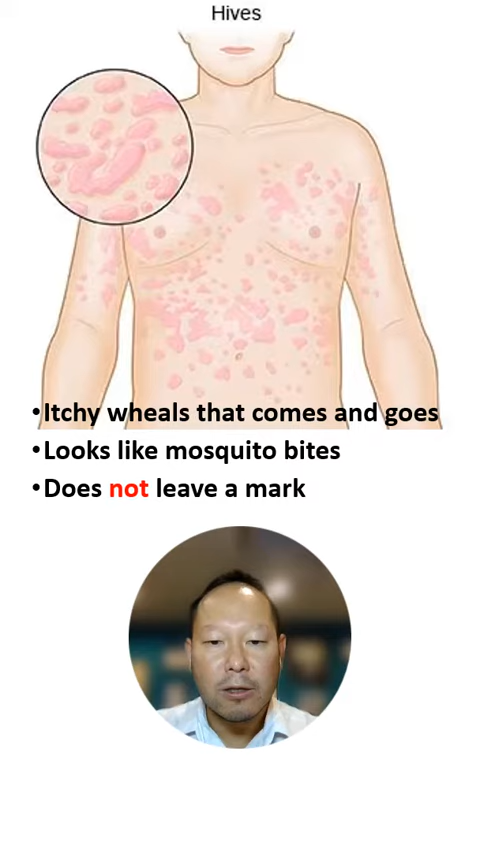 Hives
•Itchy wheals that comes and goes
•Looks like mosquito bites
•Does not leave a mark